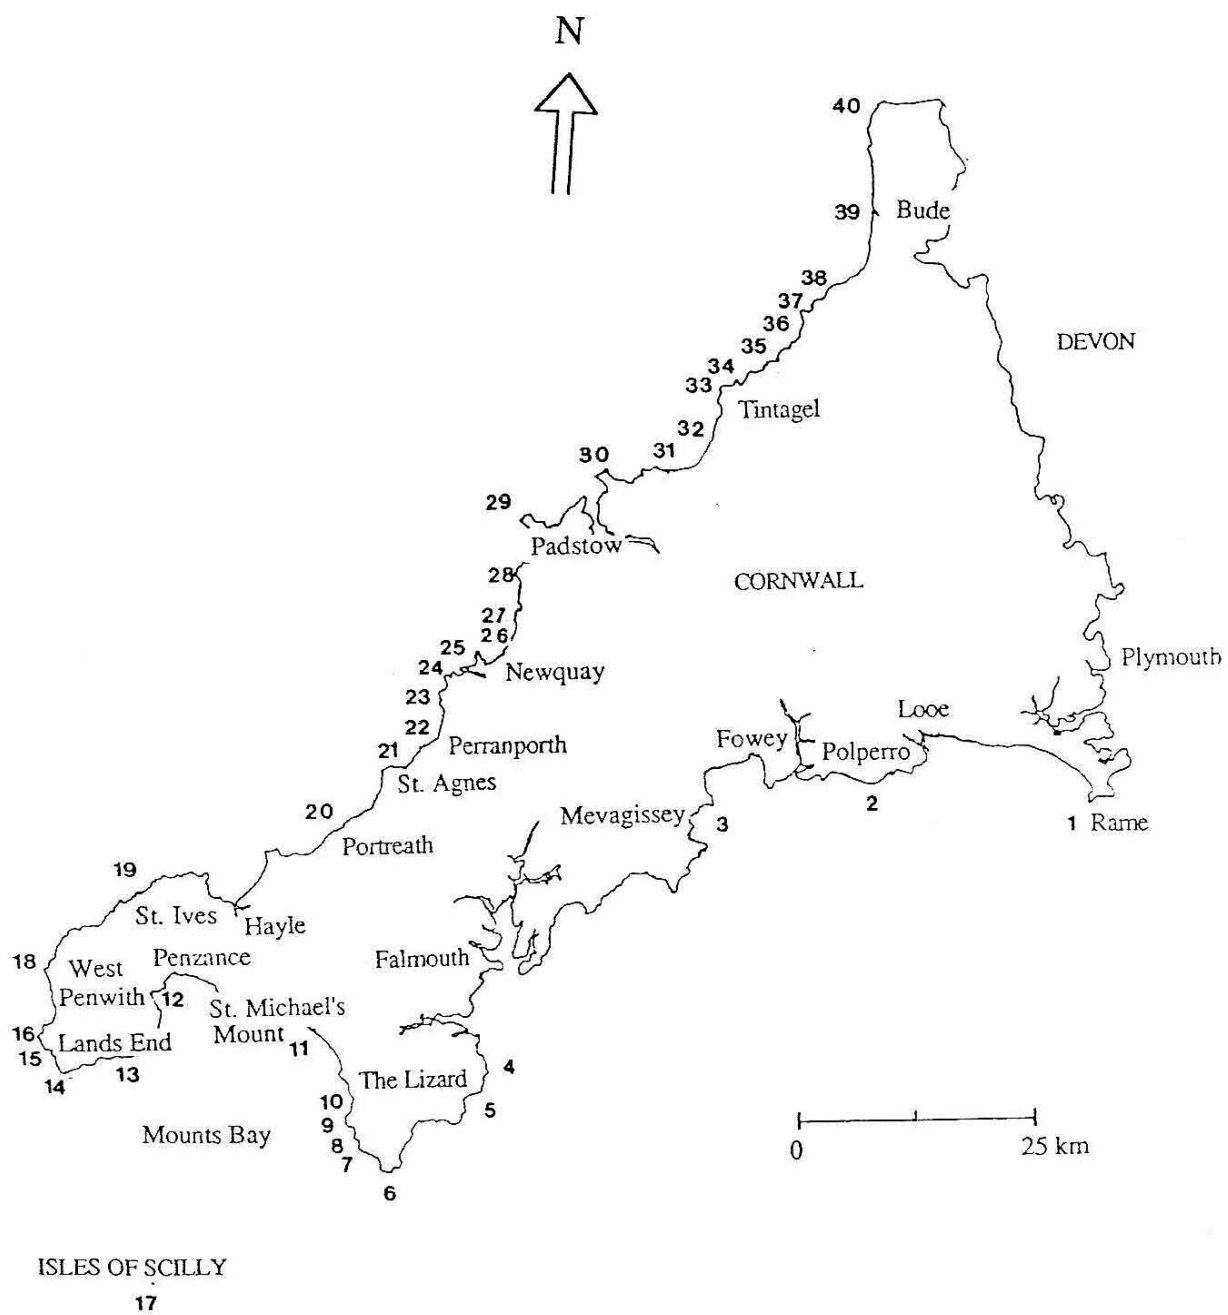 N
40
39 Bude
38
37
36
35
DEVON
34
33
Tintagel
32
31
30
29
Padstow
28
CORNWALL
27
26
25
24
Newquay
Plymouth
23
22
21
Perranporth
Looe
Fowey
Polperro
St. Agnes
2
20
Mevagissey
3
1 Rame
Portreath
19
St. Ives
Hayle
18
West
Penwith
Penzance
Falmouth
12
St. Michael's
Mount
16
Lands End
15
11
14
13
The Lizard
4
10
5
9
Mounts Bay
8
7
6
0
25 km
ISLES OF SCILLY
17